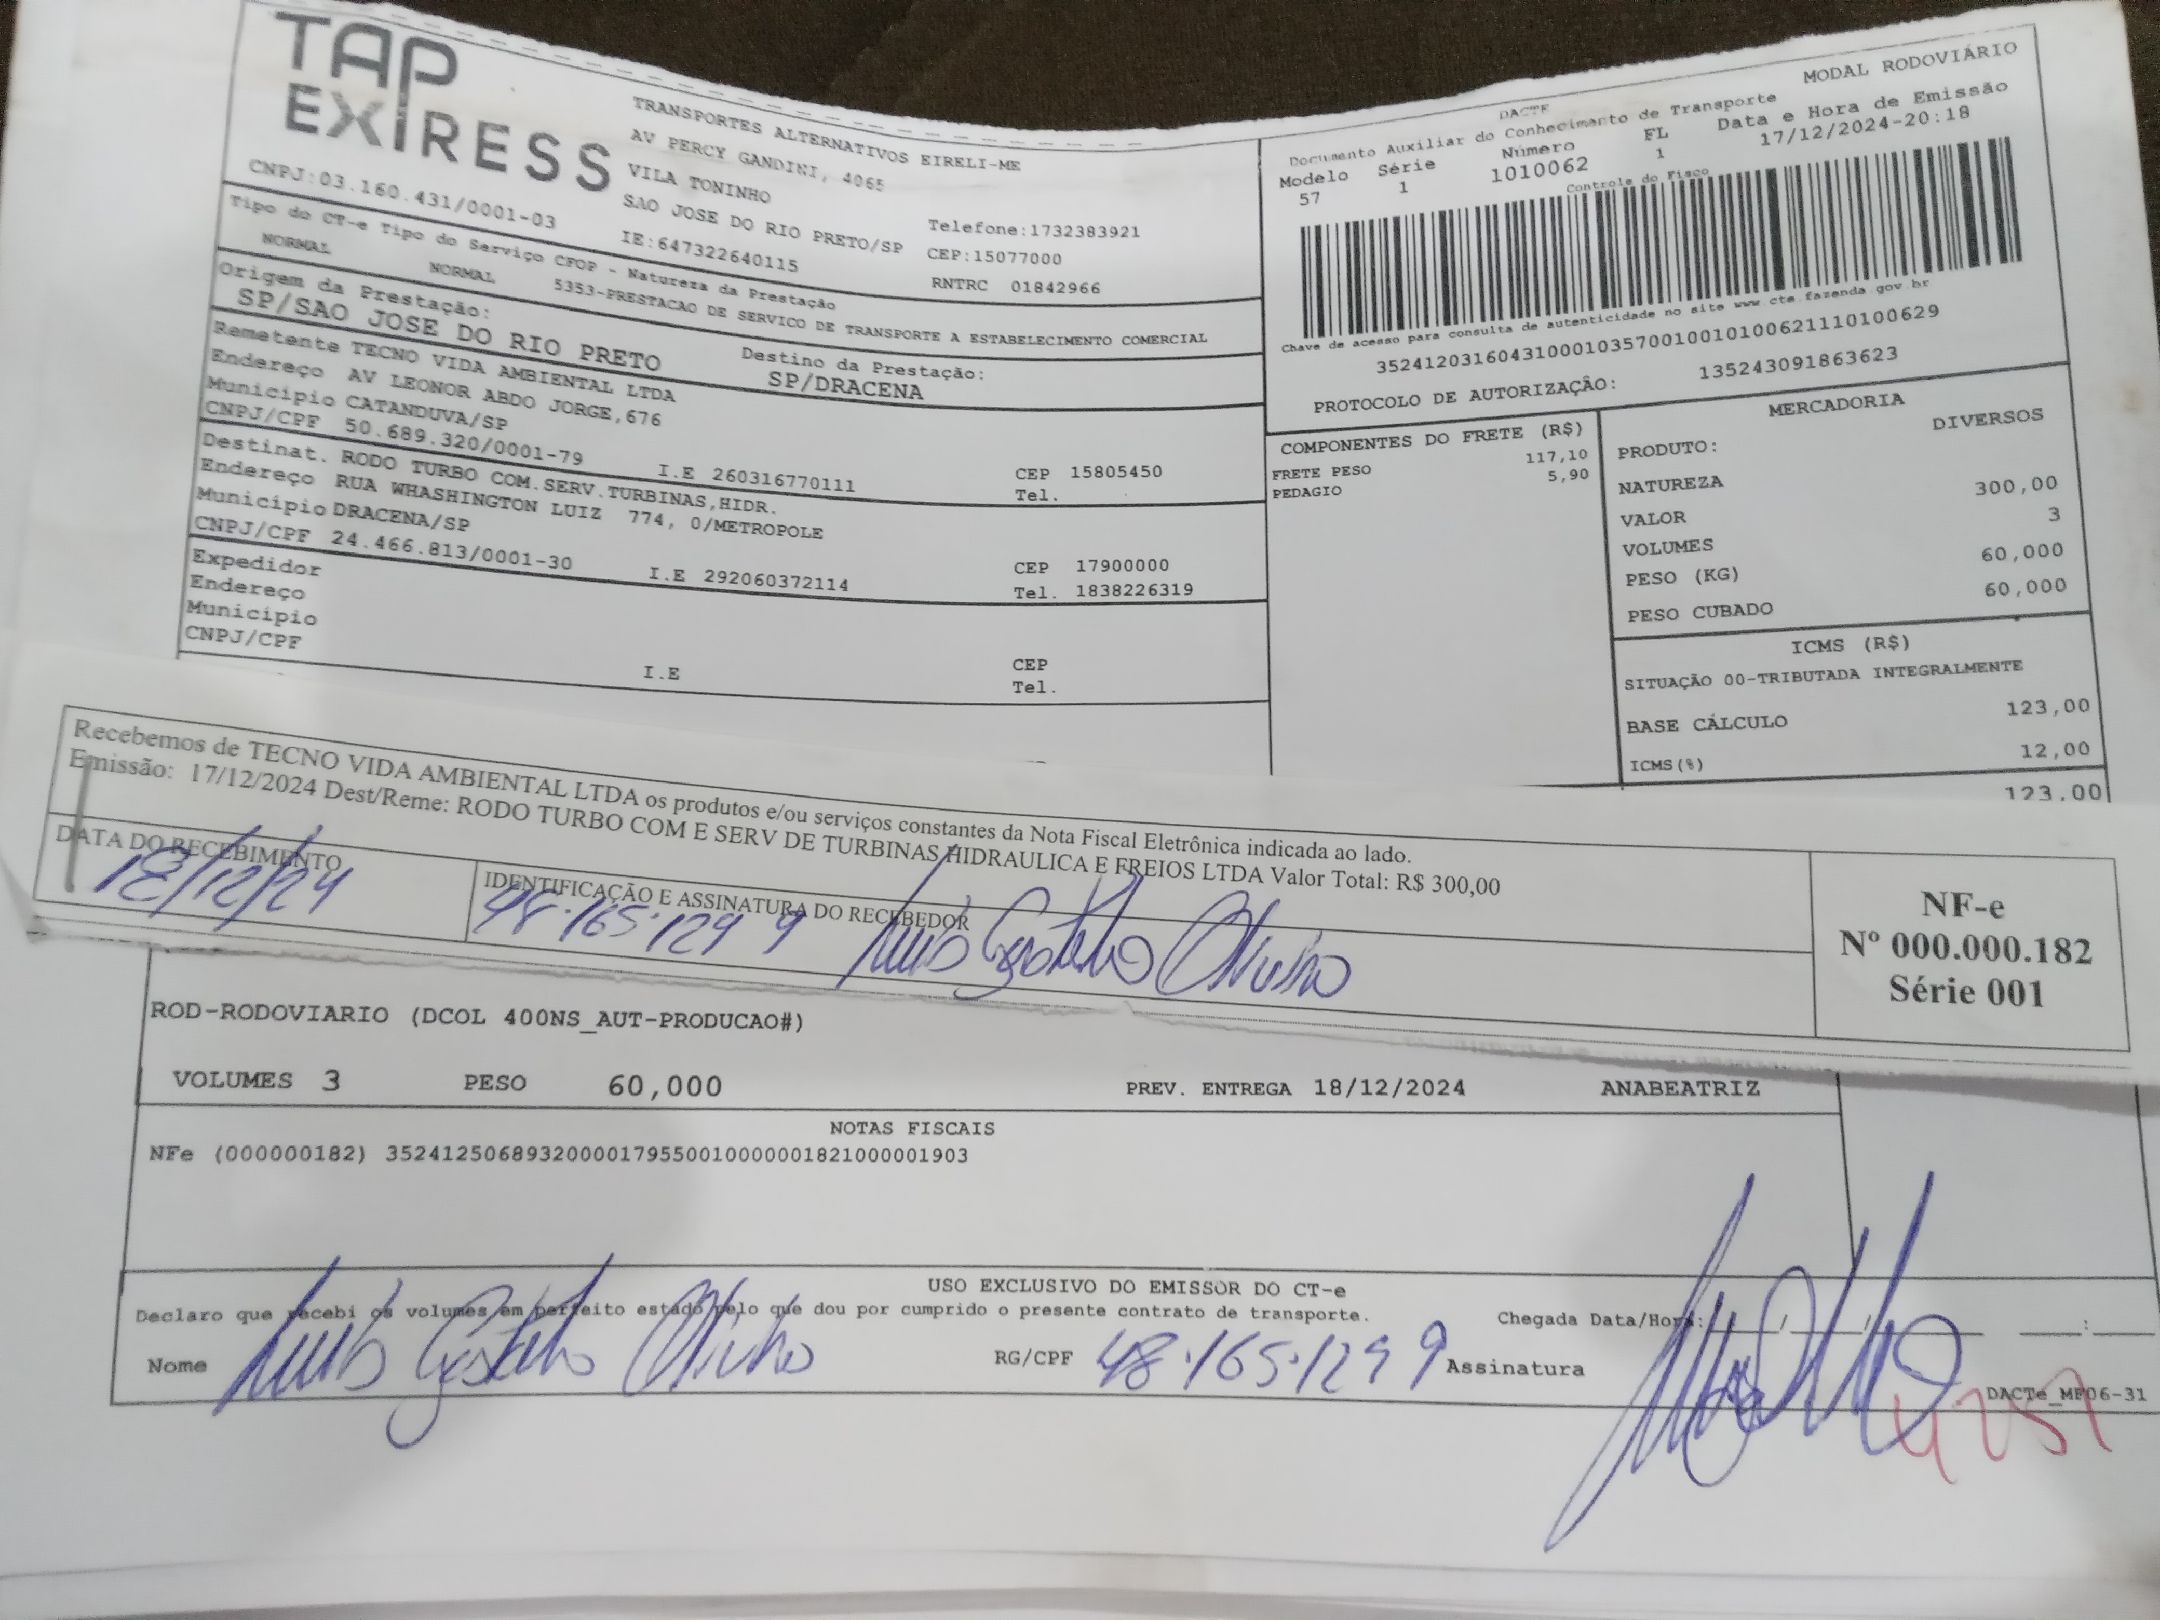 TAP
EXPRESS
TRANSPORTES ALTERNATIVOS EIRELI-ME
AV PERCY GANDINI, 4065
VILA TONINHO
SAO JOSE DO RIO PRETO/SP
Telefone:1732383921
CNPJ:03.160.431/0001-03
IE:647322640115
CEP:15077000
RNTRC 01842966
Tipo do CT-e Tipo do Serviço CFOP - Natureza da Prestação
NORMAL NORMAL 5353-PRESTACAO DE SERVICO DE TRANSPORTE A ESTABELECIMENTO COMERCIAL
Origem da Prestação:
SP/SAO JOSE DO RIO PRETO
Destino da Prestação:
SP/DRACENA
Remetente TECNO VIDA AMBIENTAL LTDA
Endereço AV LEONOR ABDO JORGE,676
Município CATANDUVA/SP
CNPJ/CPF 50.689.320/0001-79 I.E 260316770111
CEP 15805450
Tel.
Destinat. RODO TURBO COM.SERV.TURBINAS,HIDR.
Endereço RUA WHASHINGTON LUIZ 774, 0/METROPOLE
Município DRACENA/SP
CNPJ/CPF 24.466.813/0001-30 I.E 292060372114
CEP 17900000
Tel. 1838226319
Expedidor
Endereço
Município
CNPJ/CPF
I.E
CEP
Tel.
DACTE
MODAL RODOVIÁRIO
Documento Auxiliar do Conhecimento de Transporte
Modelo Série Número FL Data e Hora de Emissão
57 1 1010062 1 17/12/2024-20:18
Controle do Fisco
Chave de acesso para consulta de autenticidade no site www.cte.fazenda.gov.br
35241203160431000103570010010100621110100629
PROTOCOLO DE AUTORIZAÇÃO: 135243091863623
COMPONENTES DO FRETE (R$)
FRETE PESO 117,10
PEDAGIO 5,90
MERCADORIA
PRODUTO: DIVERSOS
NATUREZA
VALOR 300,00
VOLUMES 3
PESO (KG) 60,000
PESO CUBADO 60,000
ICMS (R$)
SITUAÇÃO 00-TRIBUTADA INTEGRALMENTE
BASE CÁLCULO 123,00
ICMS(%) 12,00
123,00
Recebemos de TECNO VIDA AMBIENTAL LTDA os produtos e/ou serviços constantes da Nota Fiscal Eletrônica indicada ao lado.
Emissão: 17/12/2024 Dest/Reme: RODO TURBO COM E SERV DE TURBINAS HIDRAULICA E FREIOS LTDA Valor Total: R$ 300,00
DATA DO RECEBIMENTO
18/12/24
IDENTIFICAÇÃO E ASSINATURA DO RECEBEDOR
48.165.129 9 Luis
NF-e
Nº 000.000.182
Série 001
ROD-RODOVIARIO (DCOL 400NS_AUT-PRODUCAO#)
VOLUMES 3 PESO 60,000 PREV. ENTREGA 18/12/2024 ANABEATRIZ
NOTAS FISCAIS
NFe (000000182) 35241250689320000179550010000001821000001903
USO EXCLUSIVO DO EMISSOR DO CT-e
Declaro que recebi os volumes em perfeito estado pelo que dou por cumprido o presente contrato de transporte.
Chegada Data/Hora: / / :
Nome Luis
RG/CPF 48.165.129 9
Assinatura
DACTe_MF06-31